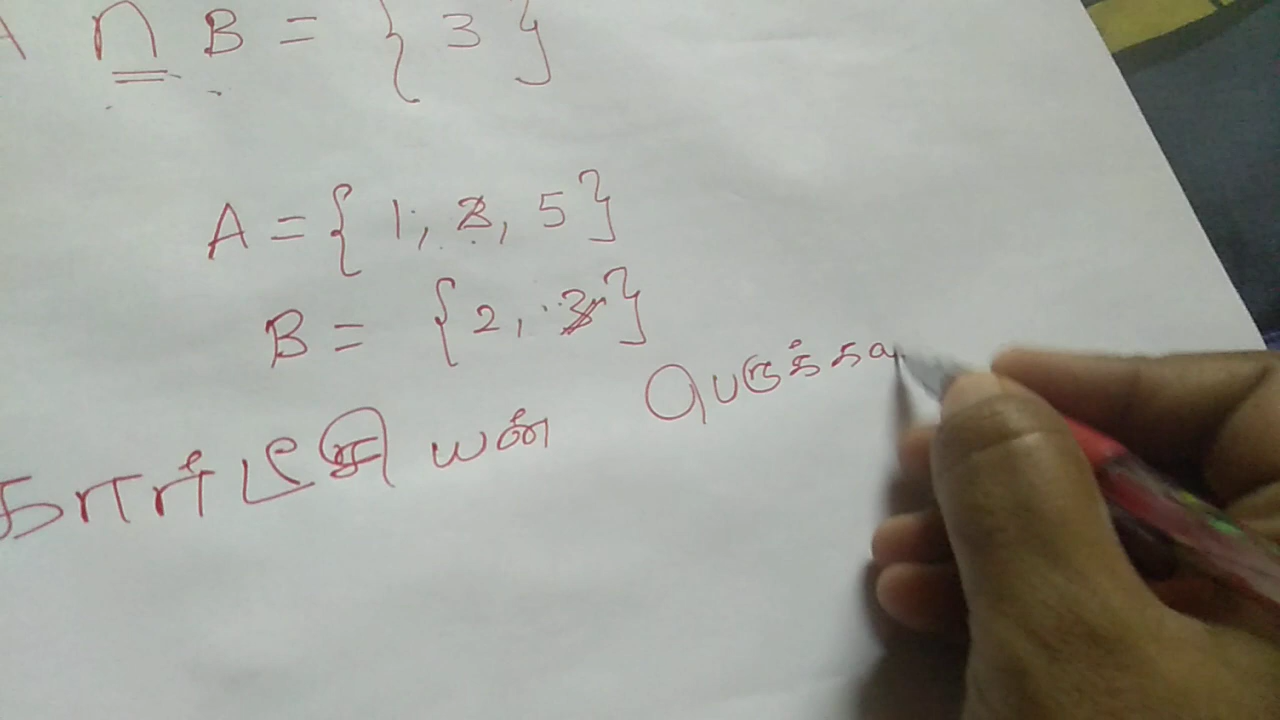 A ∩ B = { 3 }
A = { 1, 3, 5 }
B = { 2, 3 }
கார்டீசியன் பெருக்க